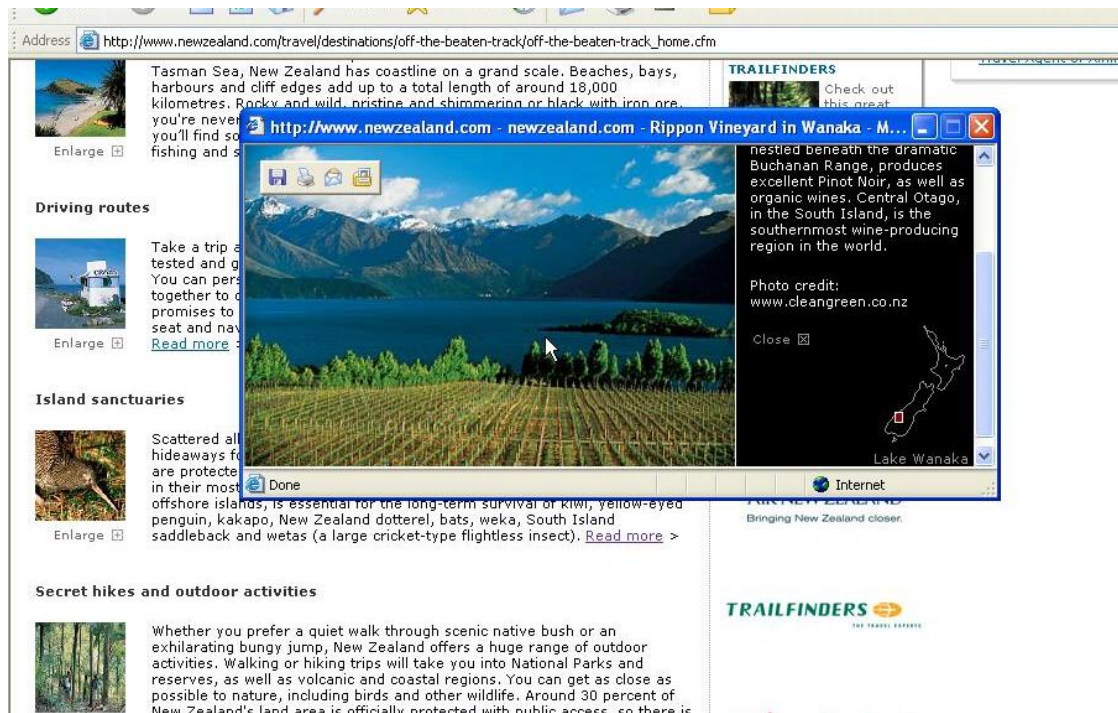 Address http://www.newzealand.com/travel/destinations/off-the-beaten-track/off-the-beaten-track_home.cfm
Tasman Sea, New Zealand has coastline on a grand scale. Beaches, bays,
harbours and cliff edges add up to a total length of around 18,000
kilometres. Rocky and wild, pristine and shimmering or black with iron ore,
you're never
you'll find so
fishing and s
Enlarge
Driving routes
Take a trip a
tested and g
You can pers
together to
promises to
seat and nav
Read more
Enlarge
Island sanctuaries
Scattered all
hideaways fo
are protecte
in their most
offshore islands, is essential for the long-term survival of kiwi, yellow-eyed
penguin, kakapo, New Zealand dotterel, bats, weka, South Island
saddleback and wetas (a large cricket-type flightless insect). Read more >
Enlarge
Secret hikes and outdoor activities
Whether you prefer a quiet walk through scenic native bush or an
exhilarating bungy jump, New Zealand offers a huge range of outdoor
activities. Walking or hiking trips will take you into National Parks and
reserves, as well as volcanic and coastal regions. You can get as close as
possible to nature, including birds and other wildlife. Around 30 percent of
New Zealand's land area is officially protected with public access, so there is
TRAILFINDERS
Check out
this great
http://www.newzealand.com - newzealand.com - Rippon Vineyard in Wanaka - M...
nestled beneath the dramatic
Buchanan Range, produces
excellent Pinot Noir, as well as
organic wines. Central Otago,
in the South Island, is the
southernmost wine-producing
region in the world.
Photo credit:
www.cleangreen.co.nz
Close
Lake Wanaka
Done
Internet
AIR NEW ZEALAND
Bringing New Zealand closer.
TRAILFINDERS
THE TRAVEL EXPERTS